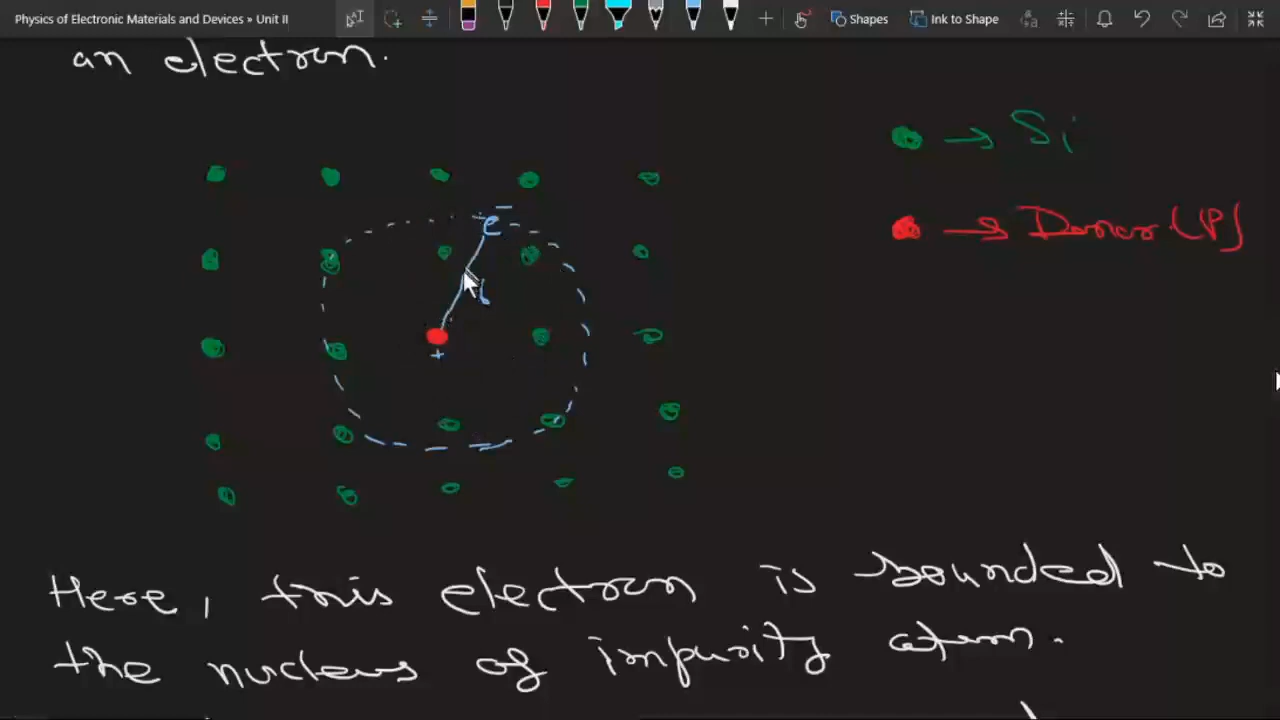 Physics of Electronic Materials and Devices » Unit II
Shapes
Ink to Shape
an electron.
→ Si
→ Donor (P)
e⁻
+
Here, this electron is bounded to
the nucleus of impurity atom.